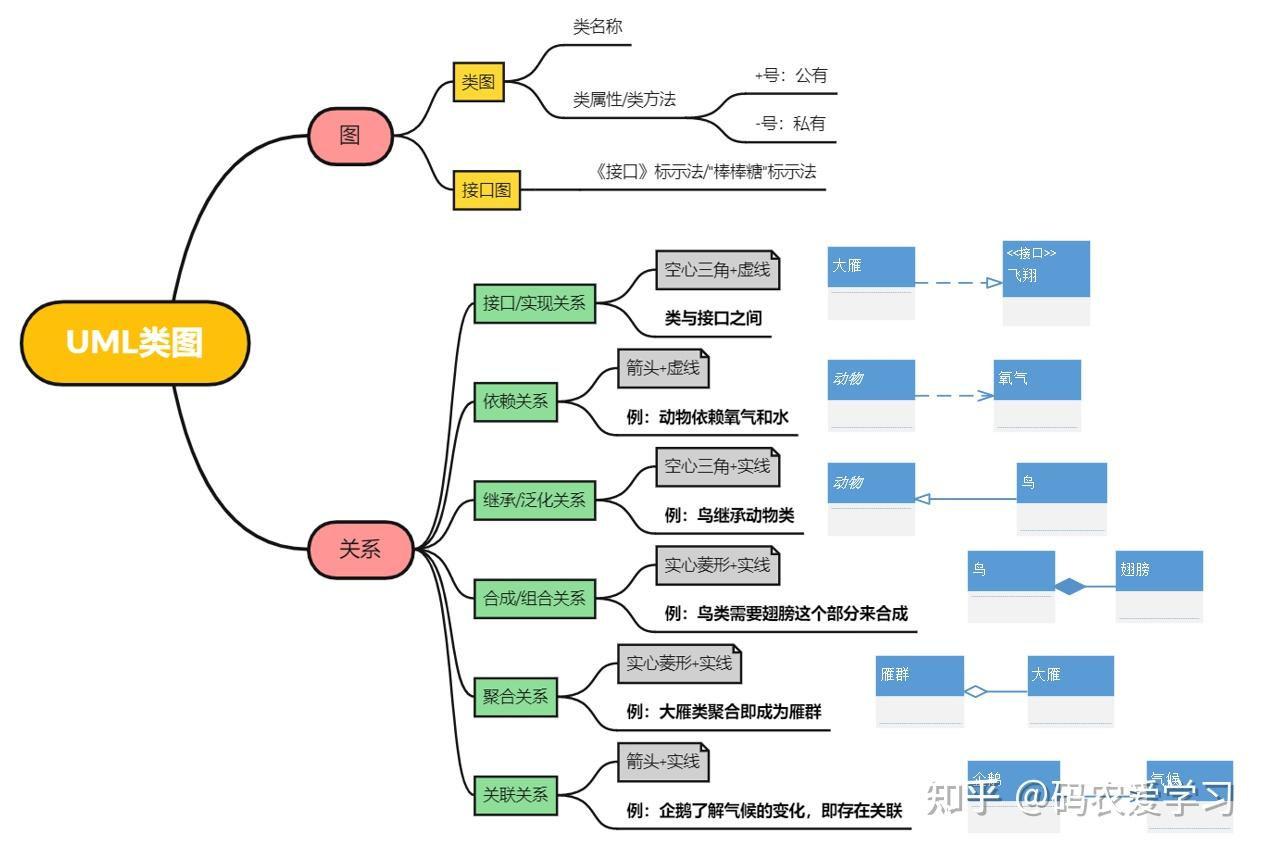 类名称
类图
类属性/类方法
+号：公有
-号：私有
图
接口图
《接口》标示法/"棒棒糖"标示法
UML类图
关系
接口/实现关系
空心三角+虚线
类与接口之间
大雁
<<接口>>
飞翔
依赖关系
箭头+虚线
例：动物依赖氧气和水
动物
氧气
继承/泛化关系
空心三角+实线
例：鸟继承动物类
动物
鸟
合成/组合关系
实心菱形+实线
例：鸟类需要翅膀这个部分来合成
鸟
翅膀
聚合关系
实心菱形+实线
例：大雁类聚合即成为雁群
雁群
大雁
关联关系
箭头+实线
例：企鹅了解气候的变化，即存在关联
企鹅
气候
知乎 @码农爱学习